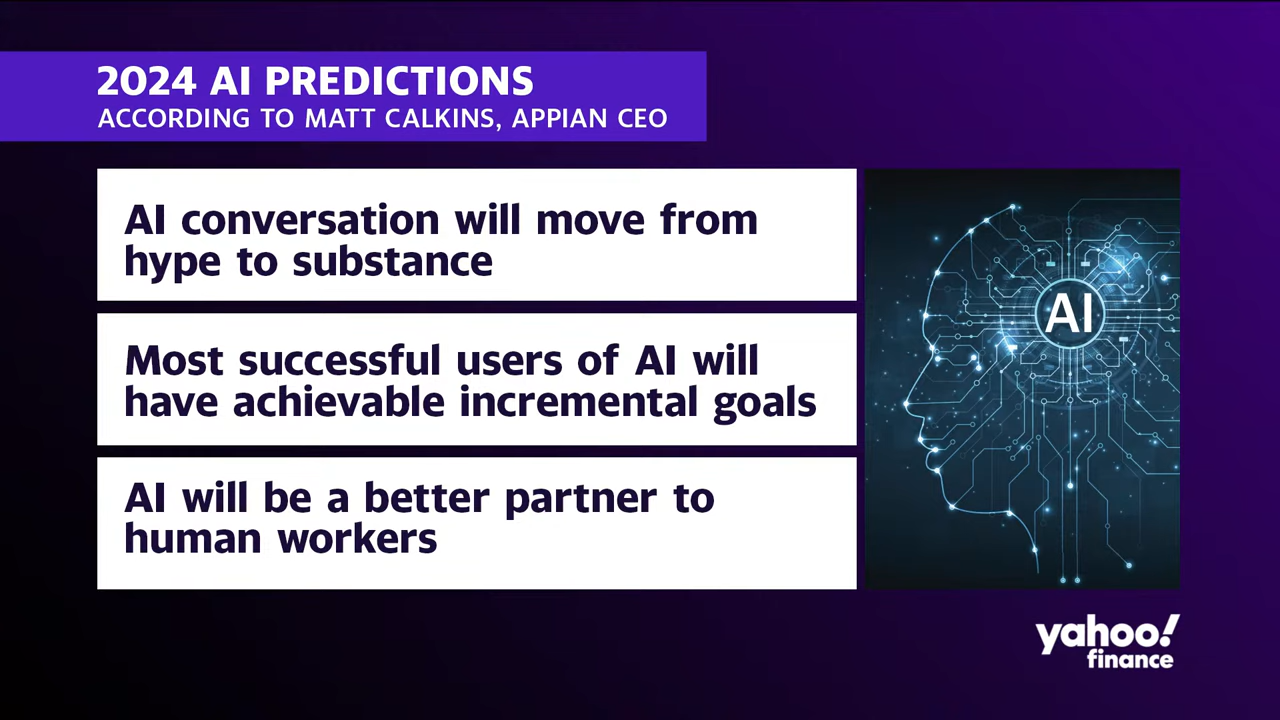 2024 AI PREDICTIONS
ACCORDING TO MATT CALKINS, APPIAN CEO
AI conversation will move from
hype to substance
Most successful users of AI will
have achievable incremental goals
AI will be a better partner to
human workers
AI
yahoo!
finance